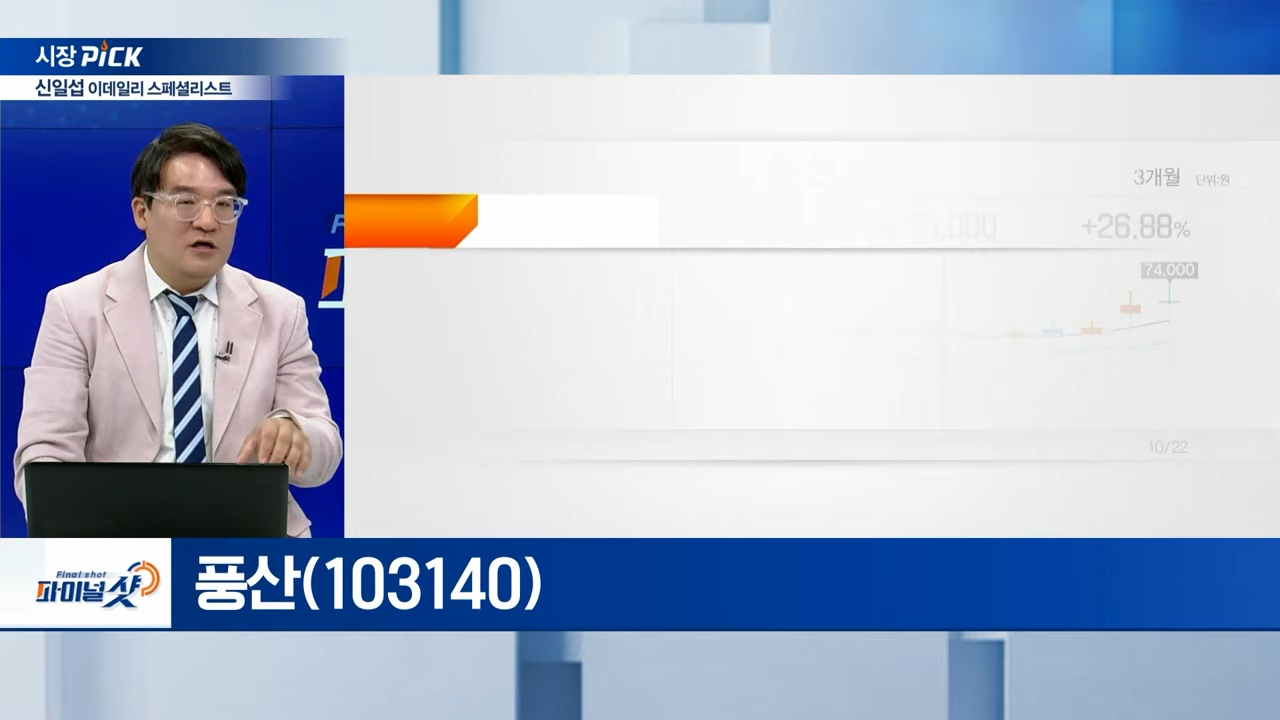 시장 PiCK
신일섭 이데일리 스페셜리스트
3개월 단위:원
+26.88%
74,000
10/22
Final shot
파이널샷
풍산(103140)